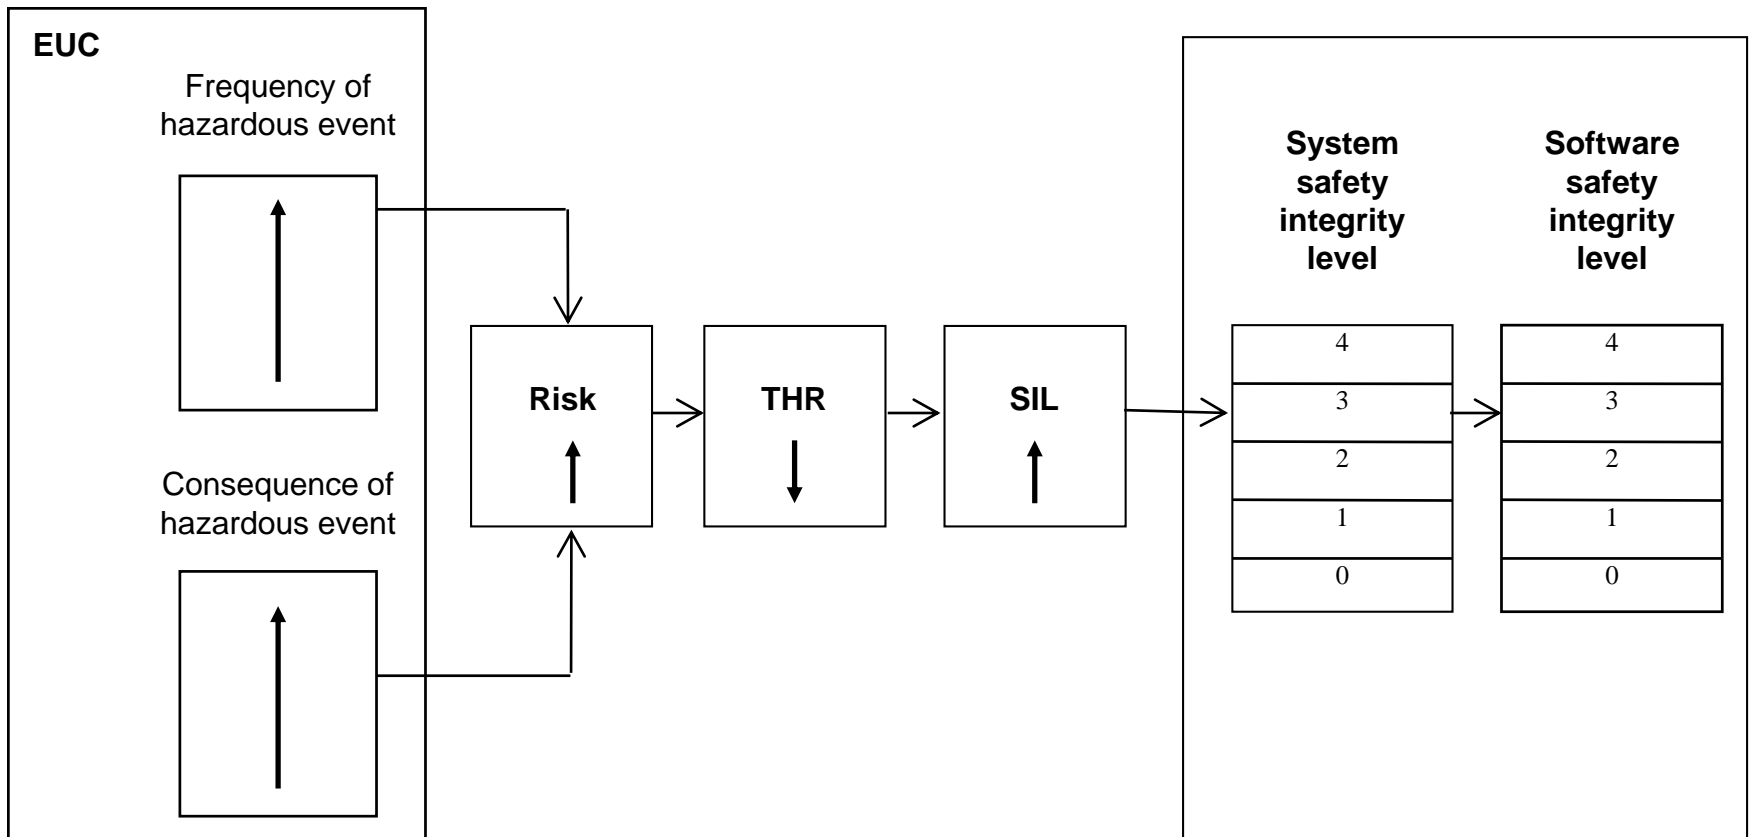 EUC
Frequency of
hazardous event
Consequence of
hazardous event
Risk
THR
SIL
System
safety
integrity
level
4
3
2
1
0
Software
safety
integrity
level
4
3
2
1
0